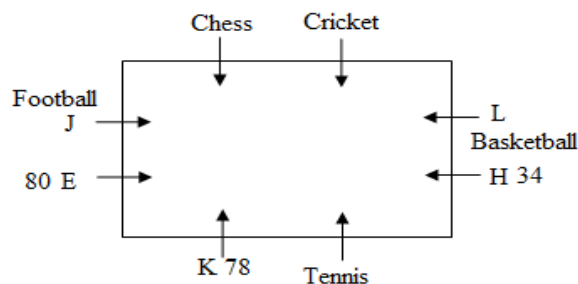 Chess Cricket
Football
J L
Basketball
80 E H 34
K 78 Tennis